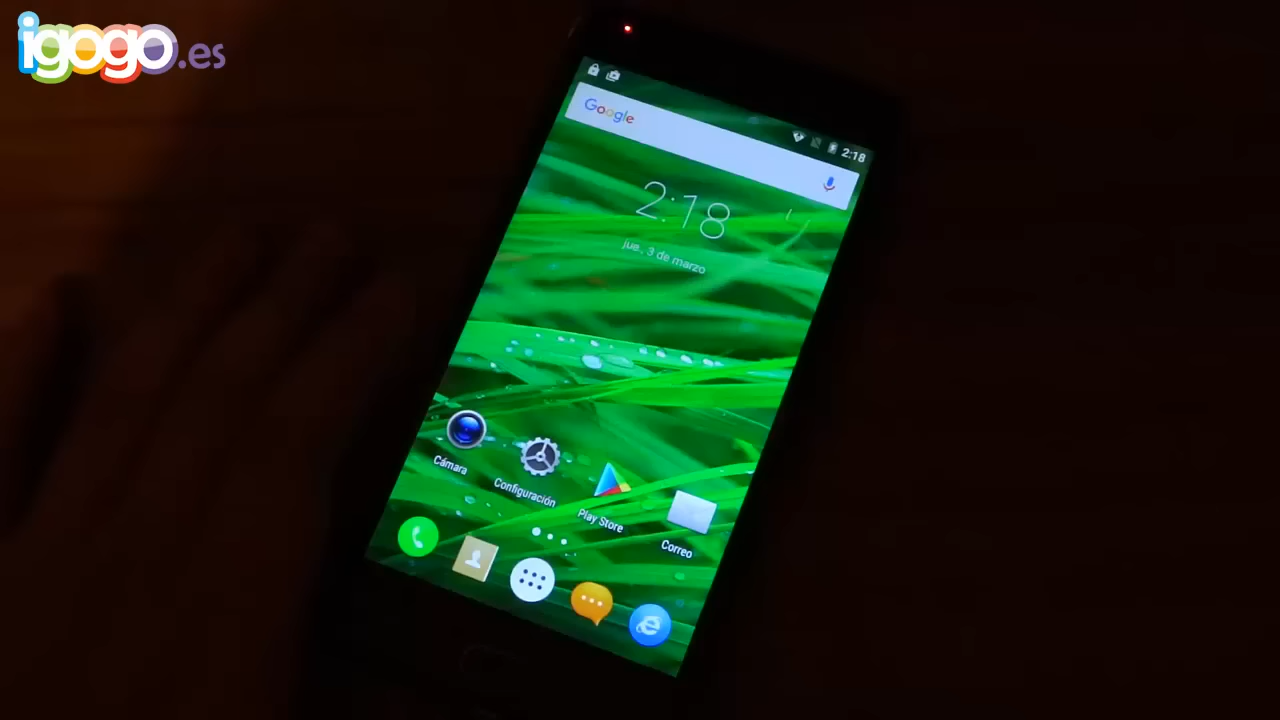 igogo.es
2:18
Google
2:18
jue., 3 de marzo
Cámara
Configuración
Play Store
Correo